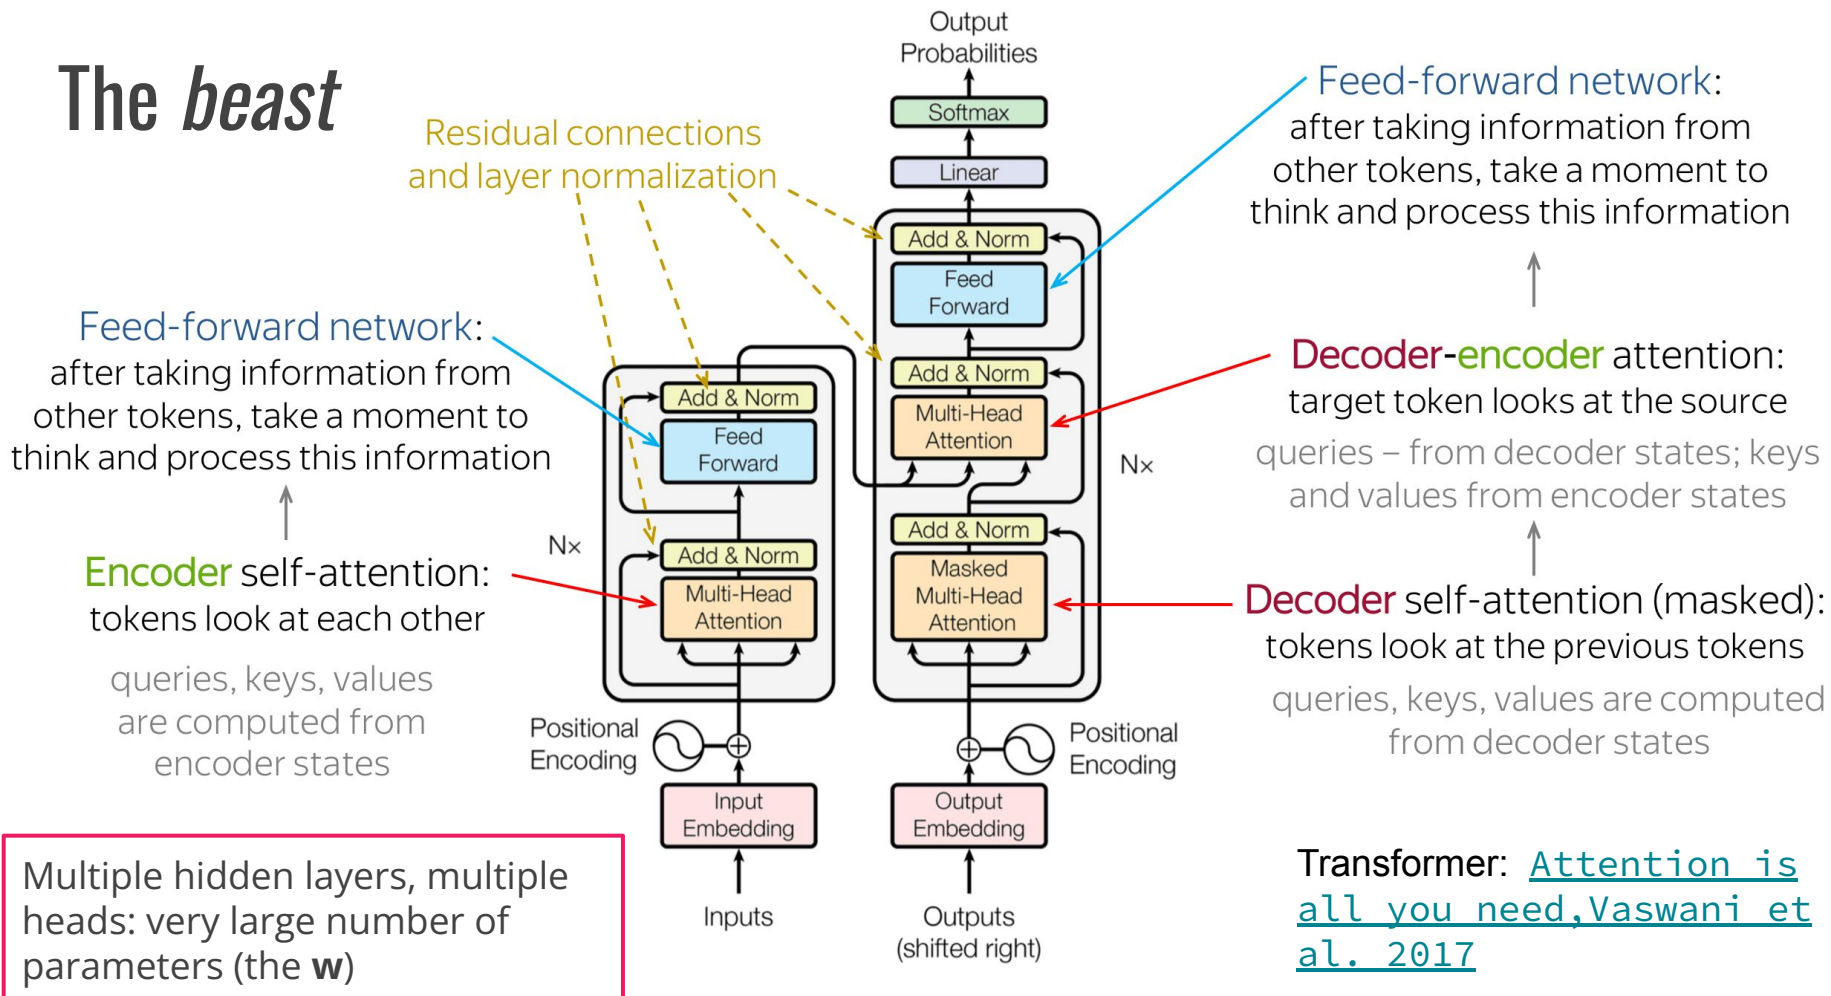 The beast
Residual connections
and layer normalization
Output
Probabilities
Softmax
Linear
Add & Norm
Feed
Forward
Add & Norm
Multi-Head
Attention
Add & Norm
Masked
Multi-Head
Attention
Nx
Positional
Encoding
Output
Embedding
Outputs
(shifted right)
Add & Norm
Feed
Forward
Add & Norm
Multi-Head
Attention
Nx
Positional
Encoding
Input
Embedding
Inputs
Feed-forward network:
after taking information from
other tokens, take a moment to
think and process this information
Encoder self-attention:
tokens look at each other
queries, keys, values
are computed from
encoder states
Feed-forward network:
after taking information from
other tokens, take a moment to
think and process this information
Decoder-encoder attention:
target token looks at the source
queries – from decoder states; keys
and values from encoder states
Decoder self-attention (masked):
tokens look at the previous tokens
queries, keys, values are computed
from decoder states
Multiple hidden layers, multiple
heads: very large number of
parameters (the w)
Transformer: Attention is
all you need,Vaswani et
al. 2017